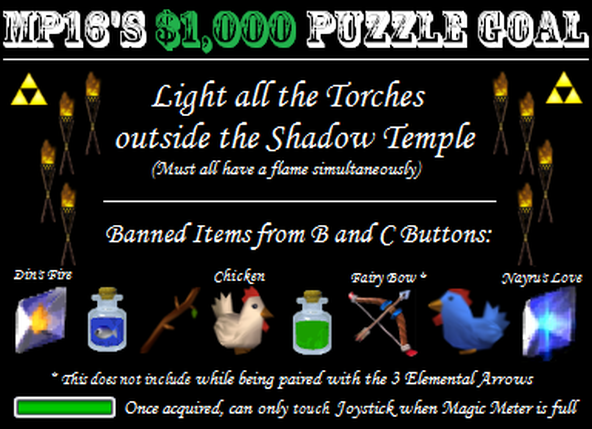 MP16'S $1,000 PUZZLE GOAL
Light all the Torches
outside the Shadow Temple
(Must all have a flame simultaneously)
Banned Items from B and C Buttons:
Din's Fire Chicken Fairy Bow * Nayru's Love
* This does not include while being paired with the 3 Elemental Arrows
Once acquired, can only touch Joystick when Magic Meter is full